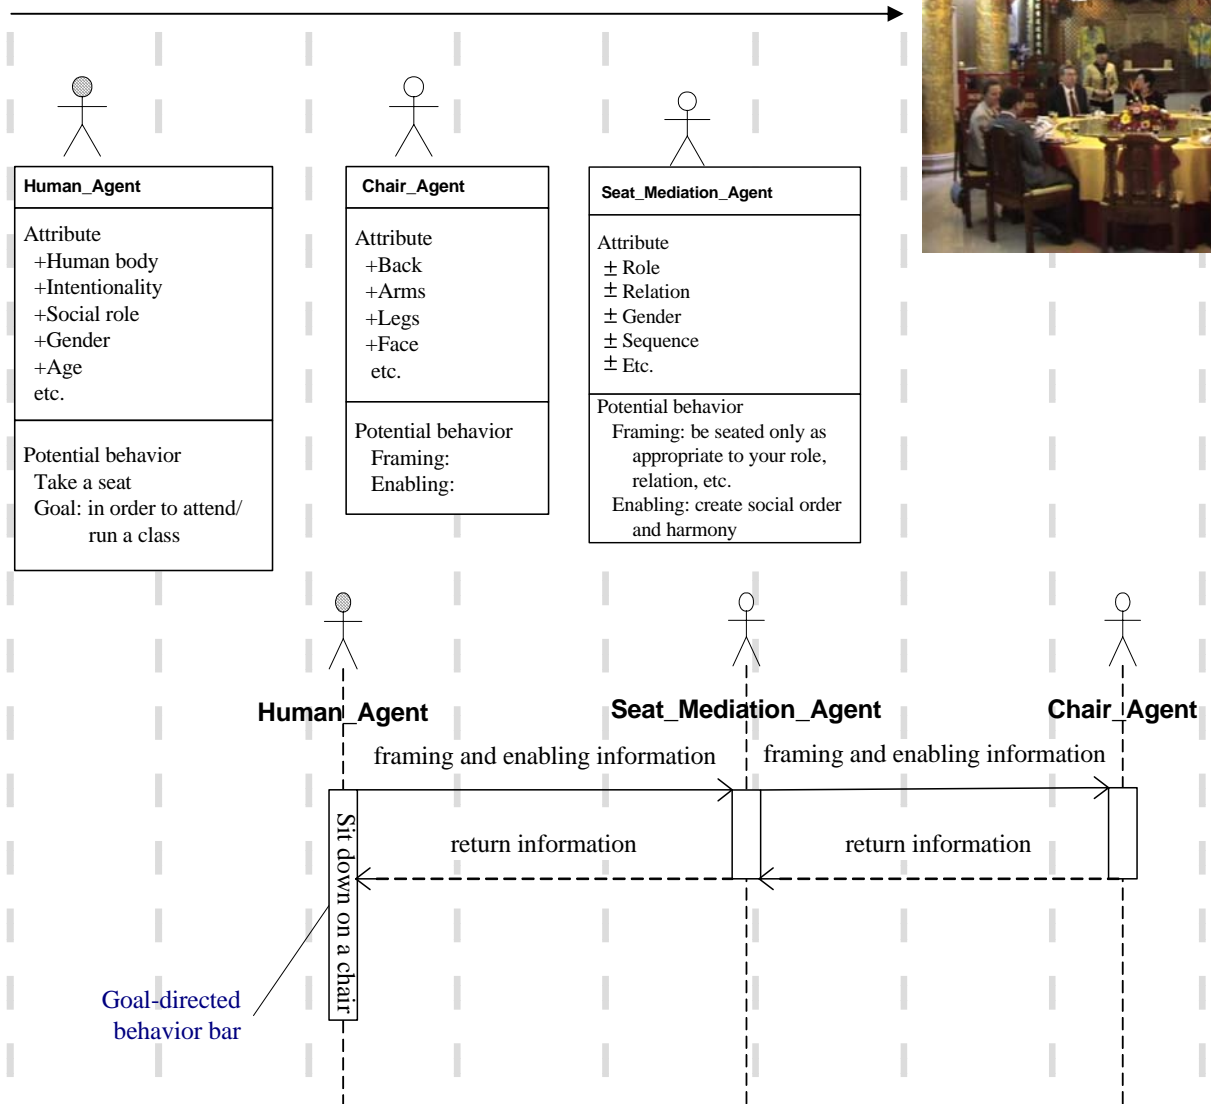 Human_Agent
Attribute
+Human body
+Intentionality
+Social role
+Gender
+Age
etc.
Potential behavior
Take a seat
Goal: in order to attend/
run a class
Chair_Agent
Attribute
+Back
+Arms
+Legs
+Face
etc.
Potential behavior
Framing:
Enabling:
Seat_Mediation_Agent
Attribute
± Role
± Relation
± Gender
± Sequence
± Etc.
Potential behavior
Framing: be seated only as
appropriate to your role,
relation, etc.
Enabling: create social order
and harmony
Human_Agent
Seat_Mediation_Agent
Chair_Agent
framing and enabling information
framing and enabling information
return information
return information
Sit down on a chair
Goal-directed
behavior bar